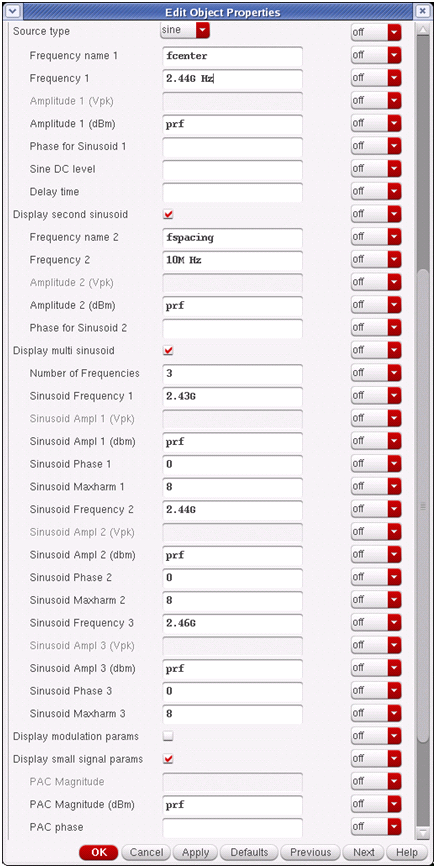 Edit Object Properties
Source type sine off
Frequency name 1 fcenter off
Frequency 1 2.44G Hz off
Amplitude 1 (Vpk) off
Amplitude 1 (dBm) prf off
Phase for Sinusoid 1 off
Sine DC level off
Delay time off
Display second sinusoid off
Frequency name 2 fspacing off
Frequency 2 10M Hz off
Amplitude 2 (Vpk) off
Amplitude 2 (dBm) prf off
Phase for Sinusoid 2 off
Display multi sinusoid off
Number of Frequencies 3 off
Sinusoid Frequency 1 2.43G off
Sinusoid Ampl 1 (Vpk) off
Sinusoid Ampl 1 (dbm) prf off
Sinusoid Phase 1 0 off
Sinusoid Maxharm 1 8 off
Sinusoid Frequency 2 2.44G off
Sinusoid Ampl 2 (Vpk) off
Sinusoid Ampl 2 (dbm) prf off
Sinusoid Phase 2 0 off
Sinusoid Maxharm 2 8 off
Sinusoid Frequency 3 2.46G off
Sinusoid Ampl 3 (Vpk) off
Sinusoid Ampl 3 (dbm) prf off
Sinusoid Phase 3 0 off
Sinusoid Maxharm 3 8 off
Display modulation params off
Display small signal params off
PAC Magnitude off
PAC Magnitude (dBm) prf off
PAC phase off
OK Cancel Apply Defaults Previous Next Help